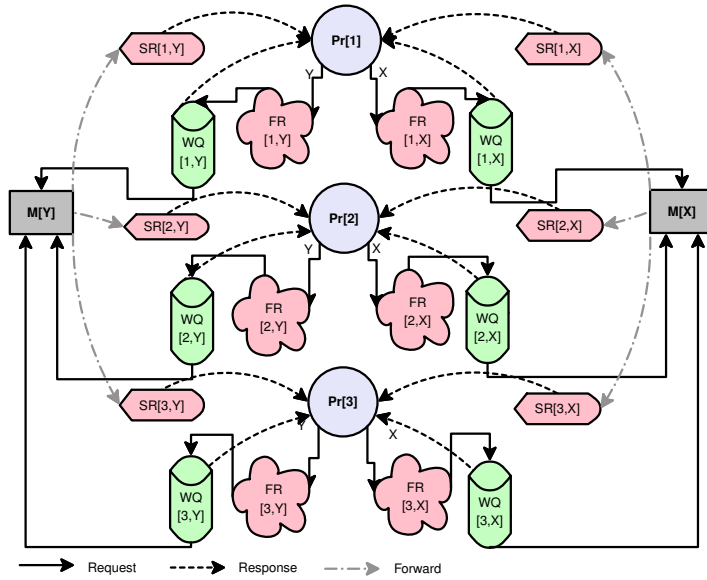 Pr[1]
SR[1,Y]
SR[1,X]
Y
X
FR
[1,Y]
FR
[1,X]
WQ
[1,Y]
WQ
[1,X]
M[Y]
M[X]
Pr[2]
SR[2,Y]
SR[2,X]
Y
X
FR
[2,Y]
FR
[2,X]
WQ
[2,Y]
WQ
[2,X]
Pr[3]
SR[3,Y]
SR[3,X]
Y
X
FR
[3,Y]
FR
[3,X]
WQ
[3,Y]
WQ
[3,X]
Request
Response
Forward